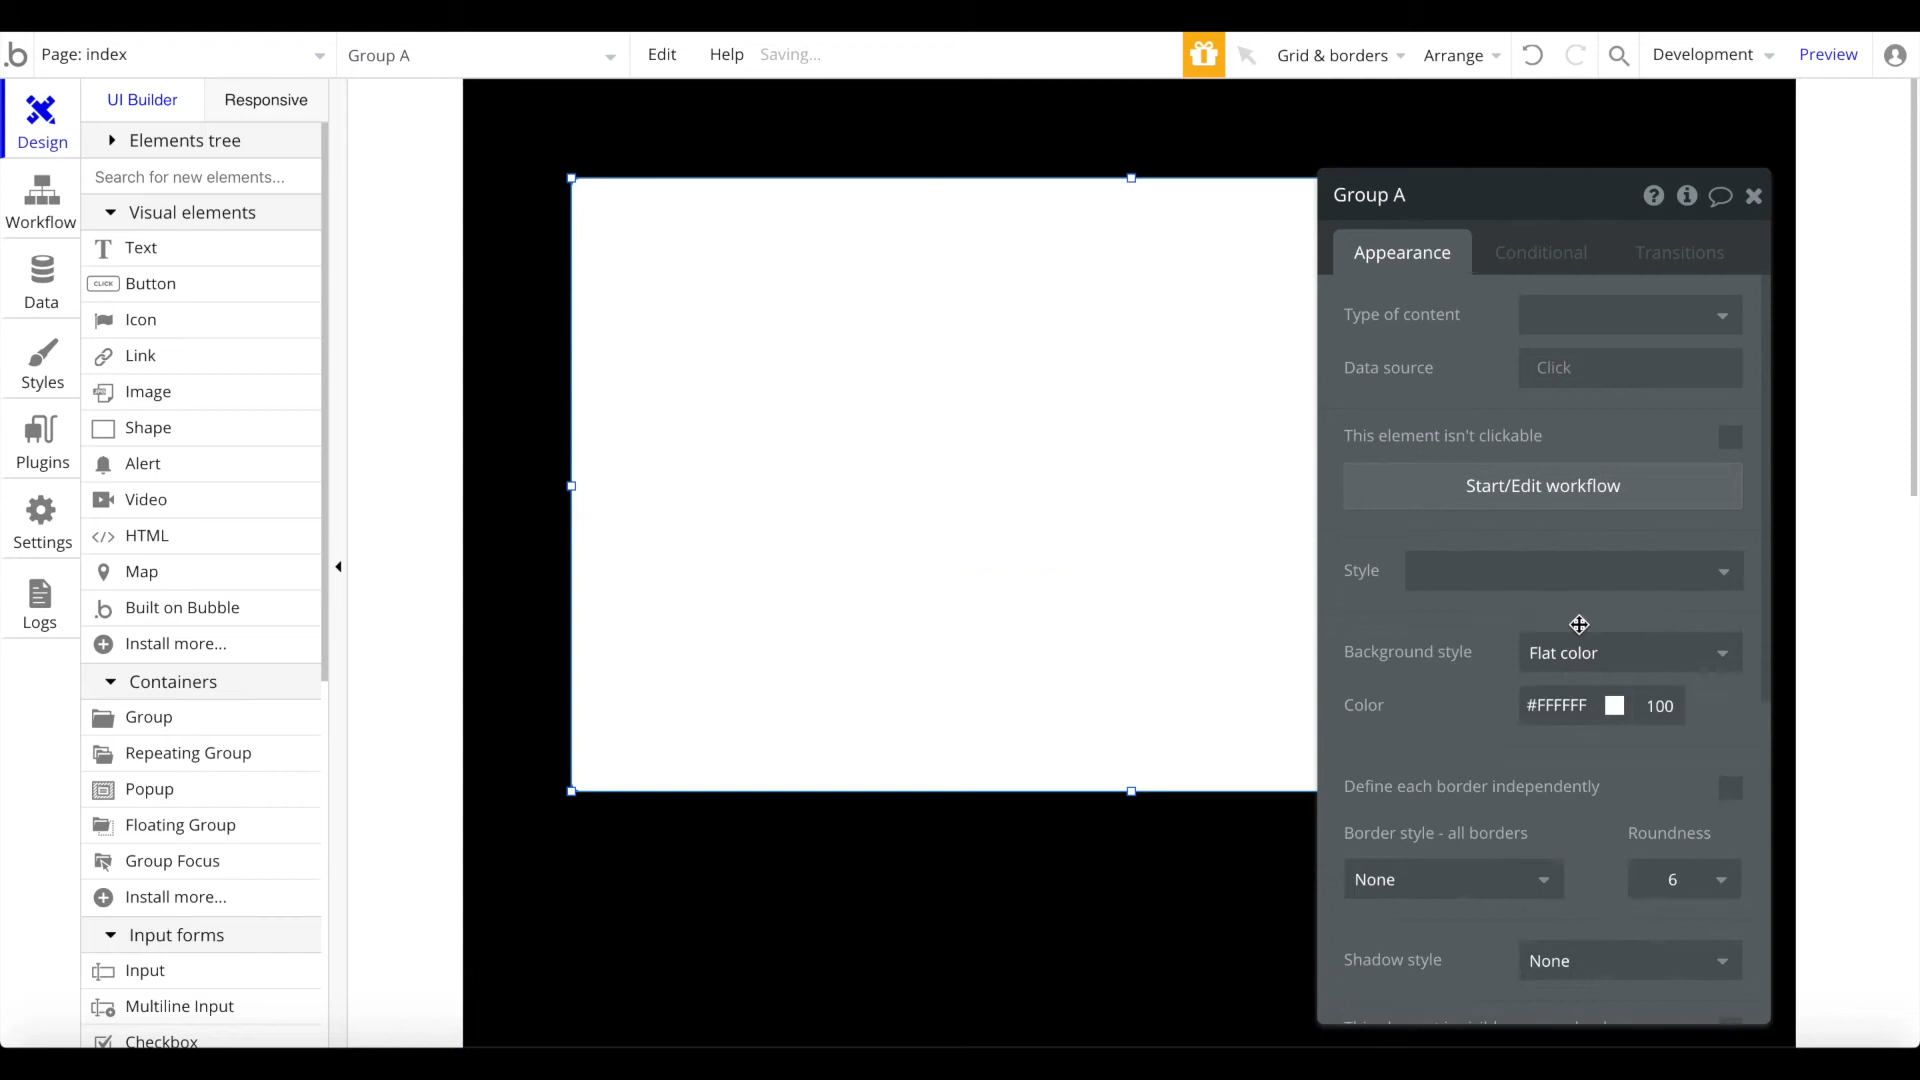 Page: index
Group A
Edit
Help
Saving...
Grid & borders
Arrange
Development
Preview
Design
Workflow
Data
Styles
Plugins
Settings
Logs
UI Builder
Responsive
Elements tree
Search for new elements...
Visual elements
Text
CLICK
Button
Icon
Link
Image
Shape
Alert
Video
HTML
Map
Built on Bubble
Install more...
Containers
Group
Repeating Group
Popup
Floating Group
Group Focus
Install more...
Input forms
Input
Multiline Input
Checkbox
Group A
Appearance
Conditional
Transitions
Type of content
Data source
Click
This element isn't clickable
Start/Edit workflow
Style
Background style
Flat color
Color
#FFFFFF
100
Define each border independently
Border style - all borders
Roundness
None
6
Shadow style
None